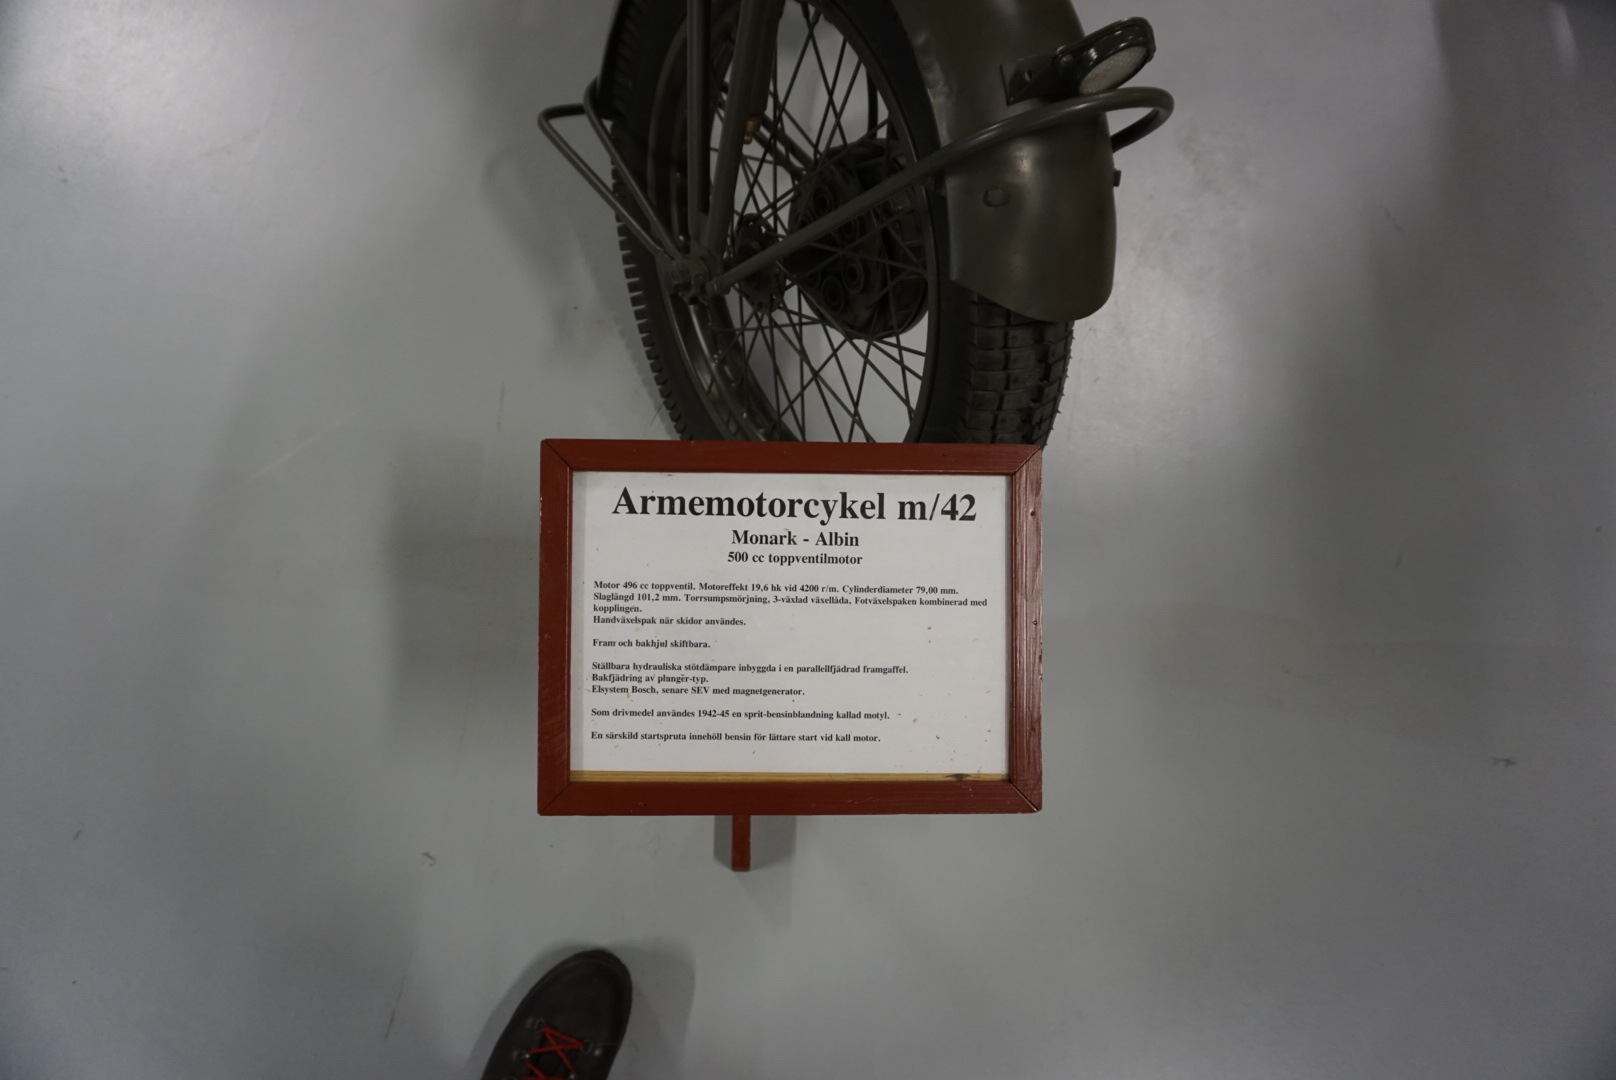 Armemotorcykel m/42
Monark - Albin
500 cc toppventilmotor
Motor 496 cc toppventil. Motoreffekt 19,6 hk vid 4200 r/m. Cylinderdiameter 79,00 mm.
Slaglängd 101,2 mm. Torrsumpsmörjning, 3-växlad växellåda, Fotväxelspaken kombinerad med
kopplingen.
Handväxelspak när skidor användes.
Fram och bakhjul skiftbara.
Ställbara hydrauliska stötdämpare inbyggda i en parallellfjädrad framgaffel.
Bakfjädring av plunger-typ.
Elsystem Bosch, senare SEV med magnetgenerator.
Som drivmedel användes 1942-45 en sprit-bensinblandning kallad motyl.
En särskild startspruta innehöll bensin för lättare start vid kall motor.